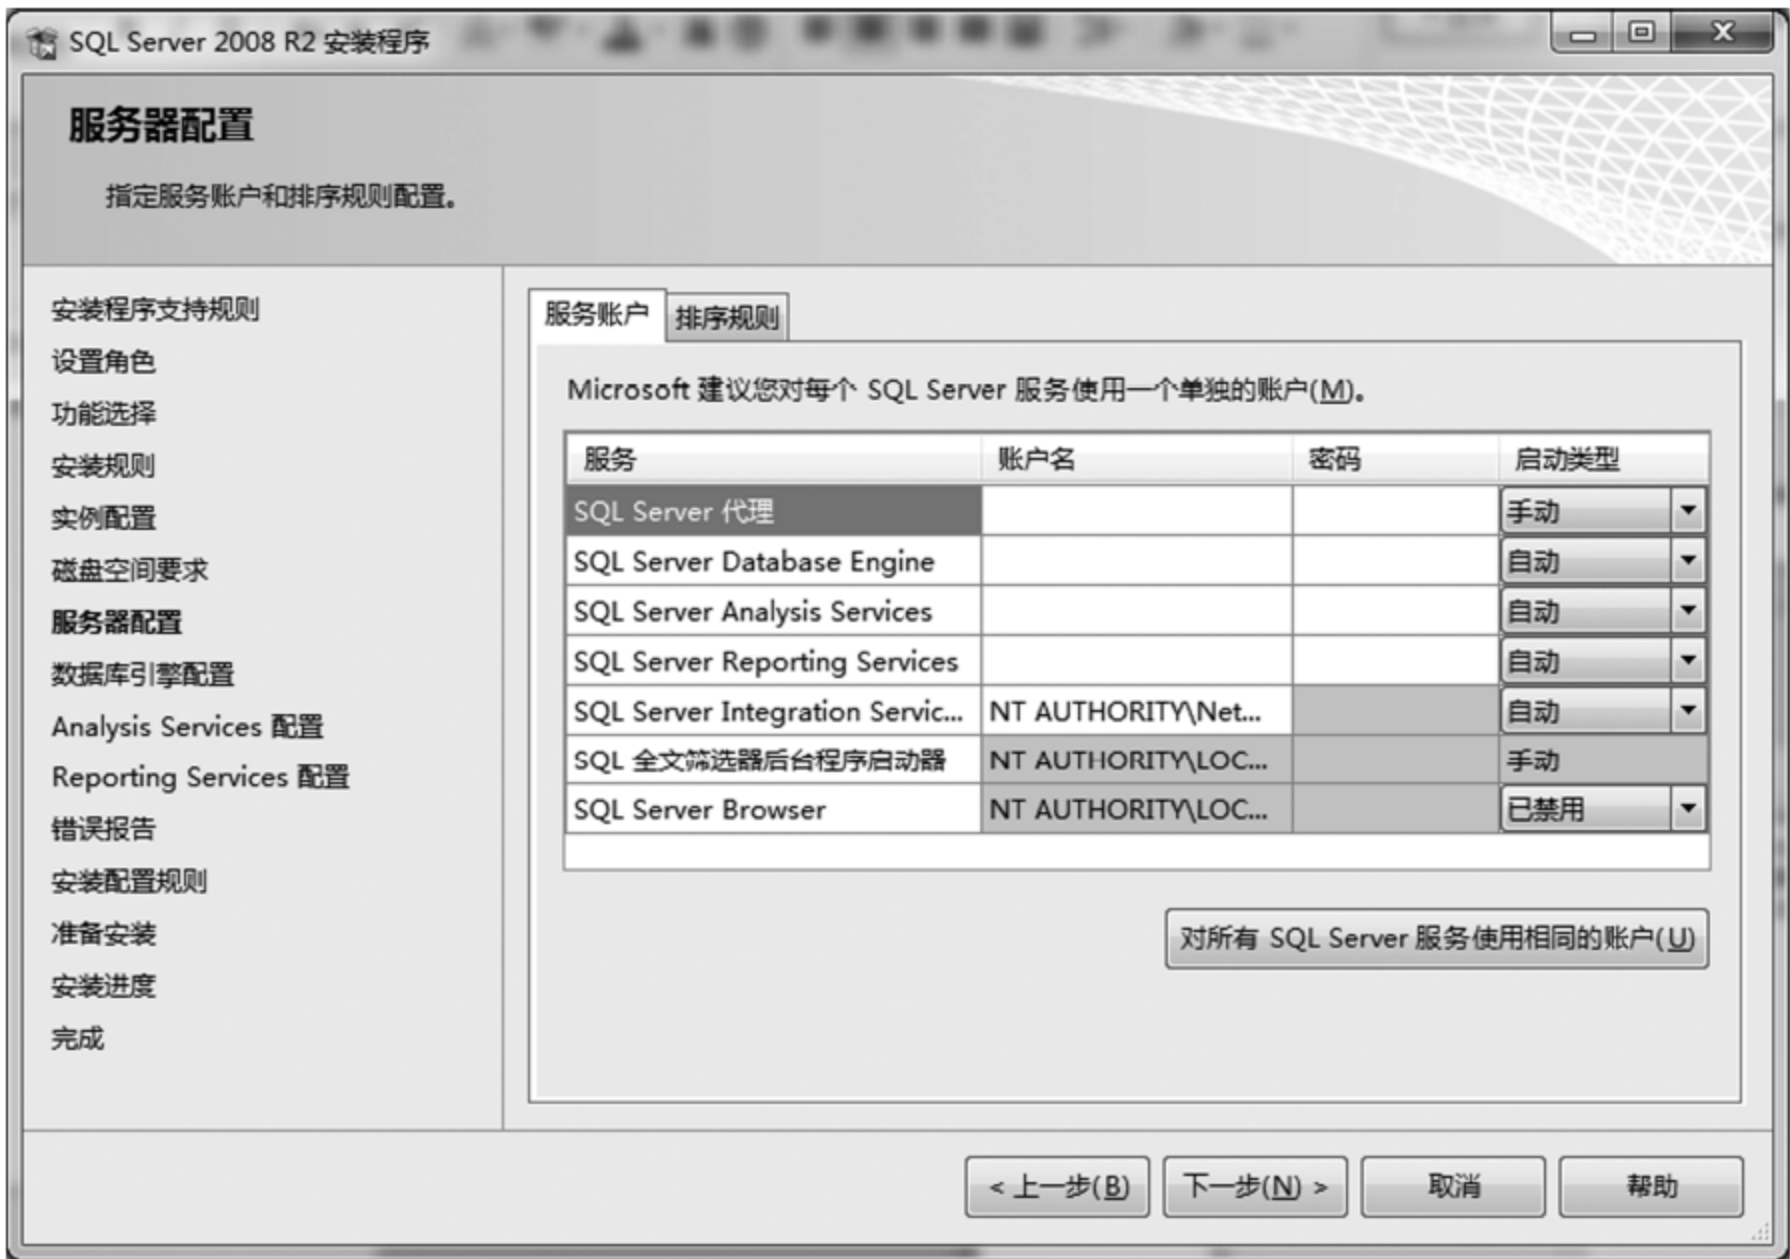 SQL Server 2008 R2 安装程序
服务器配置
指定服务账户和排序规则配置。
安装程序支持规则
设置角色
功能选择
安装规则
实例配置
磁盘空间要求
服务器配置
数据库引擎配置
Analysis Services 配置
Reporting Services 配置
错误报告
安装配置规则
准备安装
安装进度
完成
服务账户 排序规则
Microsoft 建议您对每个 SQL Server 服务使用一个单独的账户(M)。
服务 账户名 密码 启动类型
SQL Server 代理 手动
SQL Server Database Engine 自动
SQL Server Analysis Services 自动
SQL Server Reporting Services 自动
SQL Server Integration Servic... NT AUTHORITY\Net... 自动
SQL 全文筛选器后台程序启动器 NT AUTHORITY\LOC... 手动
SQL Server Browser NT AUTHORITY\LOC... 已禁用
对所有 SQL Server 服务使用相同的账户(U)
< 上一步(B) 下一步(N) > 取消 帮助